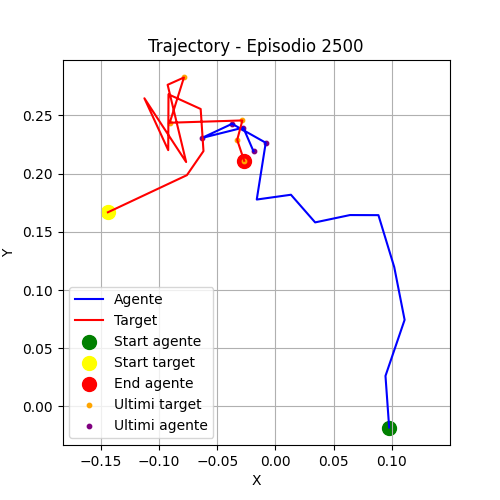 Trajectory - Episodio 2500
0.25
0.20
0.15
0.10
0.05
0.00
Y
Agente
Target
Start agente
Start target
End agente
Ultimi target
Ultimi agente
−0.15 −0.10 −0.05 0.00 0.05 0.10
X